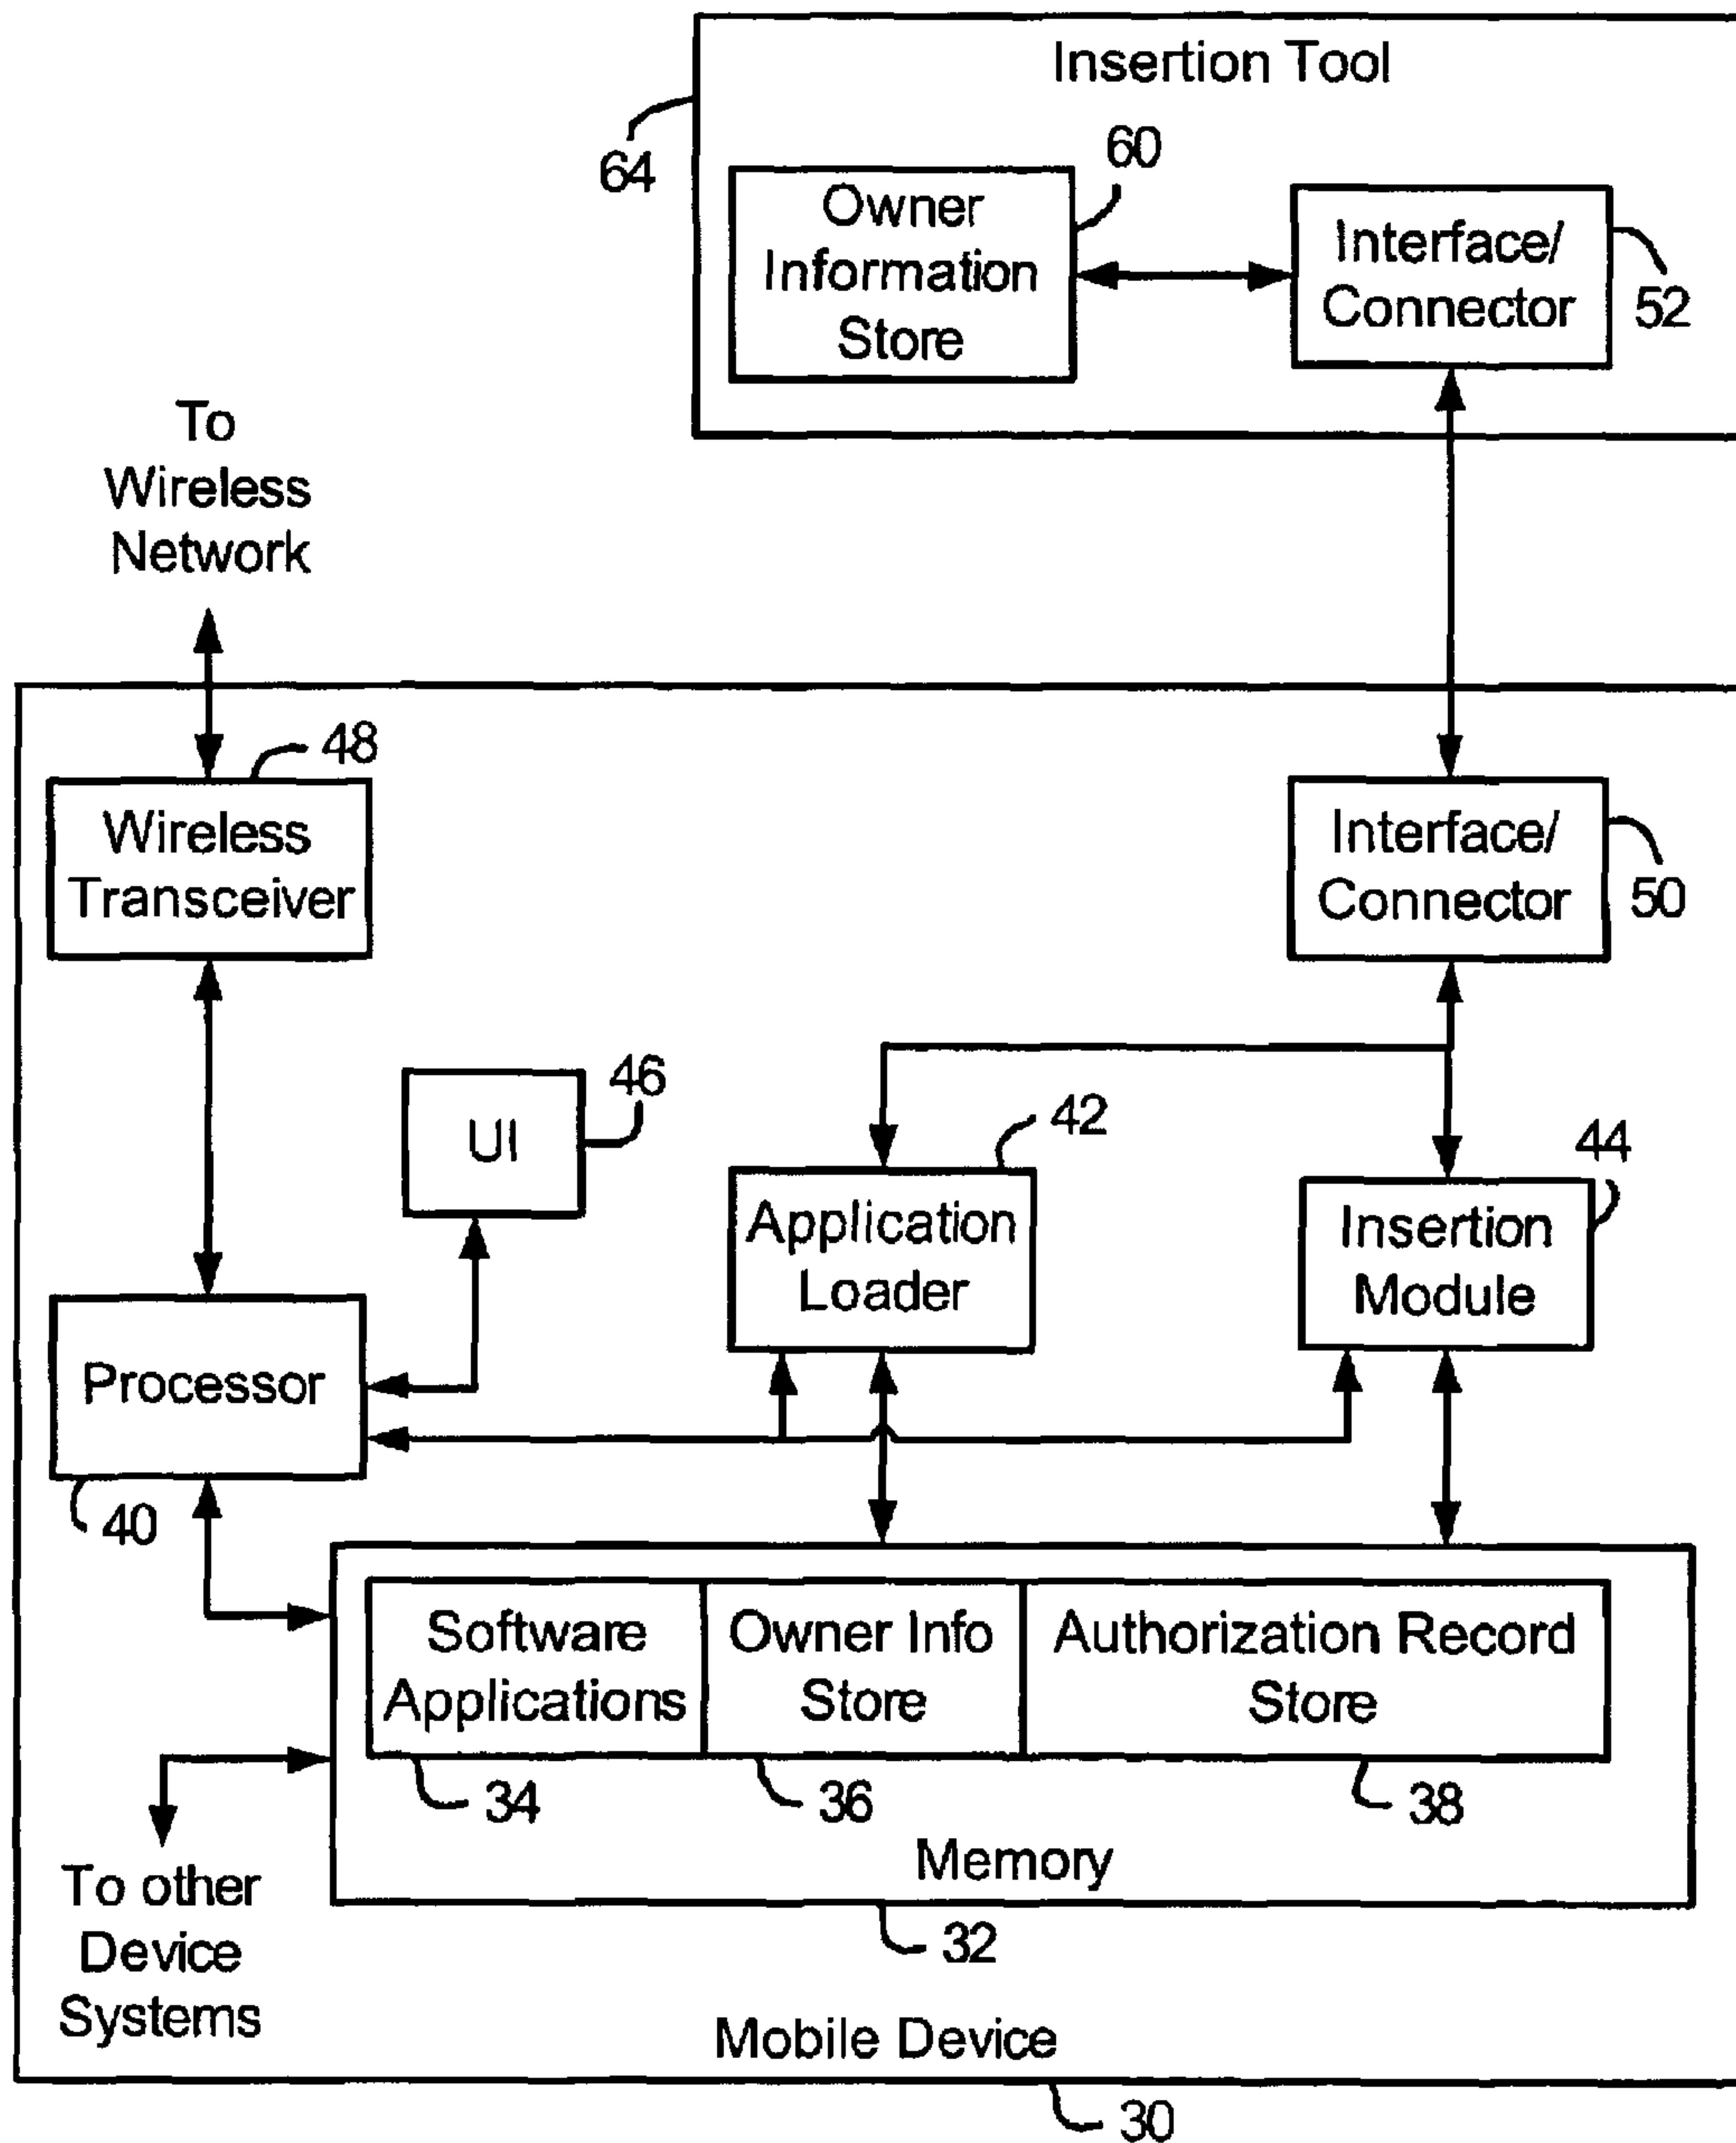 Insertion Tool
64
60
Owner
Information
Store
Interface/
Connector
52
To
Wireless
Network
48
Wireless
Transceiver
Interface/
Connector
50
UI
46
42
Application
Loader
44
Insertion
Module
Processor
40
Software
Applications
Owner Info
Store
Authorization Record
Store
34
36
38
Memory
32
To other
Device
Systems
Mobile Device
30